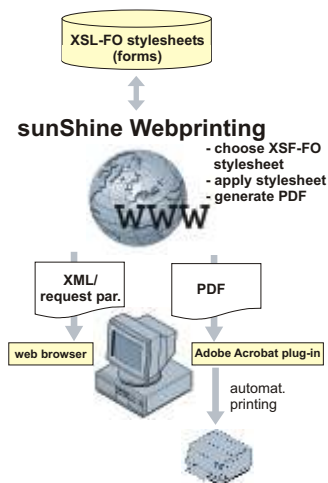 XSL-FO stylesheets
(forms)
sunShine Webprinting
- choose XSF-FO
stylesheet
- apply stylesheet
- generate PDF
WWW
XML/
request par.
PDF
web browser
Adobe Acrobat plug-in
automat.
printing